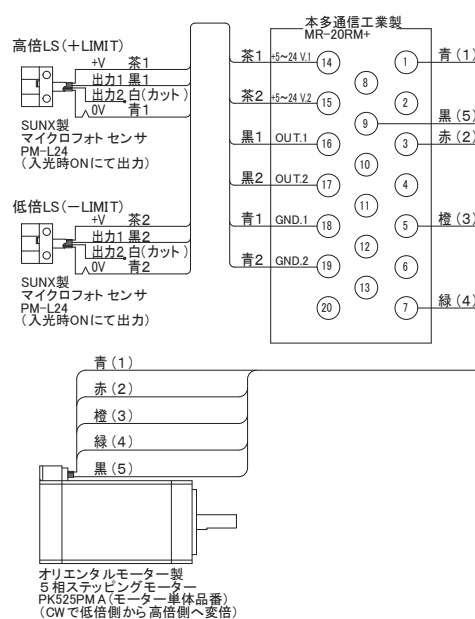 本多通信工業製
MR-20RM+
高倍LS(+LIMIT)
+V 茶1
出力1 黒1
出力2 白(カット)
0V 青1
SUNX製
マイクロフォト センサ
PM-L24
(入光時ONにて出力)
低倍LS(-LIMIT)
+V 茶2
出力1 黒2
出力2 白(カット)
0V 青2
SUNX製
マイクロフォト センサ
PM-L24
(入光時ONにて出力)
茶1 +5~24 V.1 14
茶2 +5~24 V.2 15
黒1 OUT.1 16
黒2 OUT.2 17
青1 GND.1 18
青2 GND.2 19
20
8
9
10
11
12
13
1 青(1)
2
黒(5)
3 赤(2)
4
5 橙(3)
6
7 緑(4)
青(1)
赤(2)
橙(3)
緑(4)
黒(5)
オリエンタルモーター製
5相ステッピングモーター
PK525PMA(モーター単体品番)
(CWで低倍側から高倍側へ変倍)